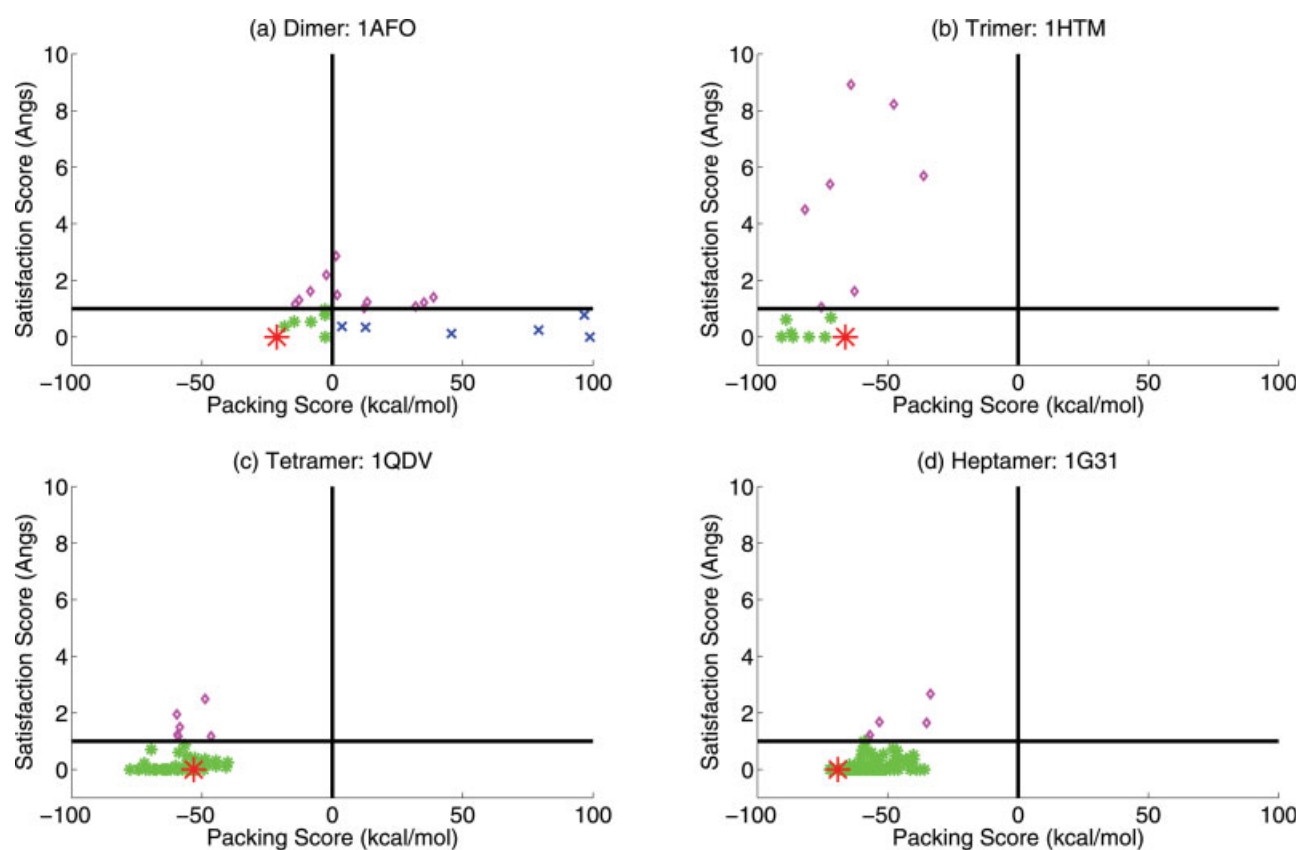 (a) Dimer: 1AFO
10
8
6
4
2
0
Satisfaction Score (Angs)
−100 −50 0 50 100
Packing Score (kcal/mol)
(b) Trimer: 1HTM
10
8
6
4
2
0
Satisfaction Score (Angs)
−100 −50 0 50 100
Packing Score (kcal/mol)
(c) Tetramer: 1QDV
10
8
6
4
2
0
Satisfaction Score (Angs)
−100 −50 0 50 100
Packing Score (kcal/mol)
(d) Heptamer: 1G31
10
8
6
4
2
0
Satisfaction Score (Angs)
−100 −50 0 50 100
Packing Score (kcal/mol)